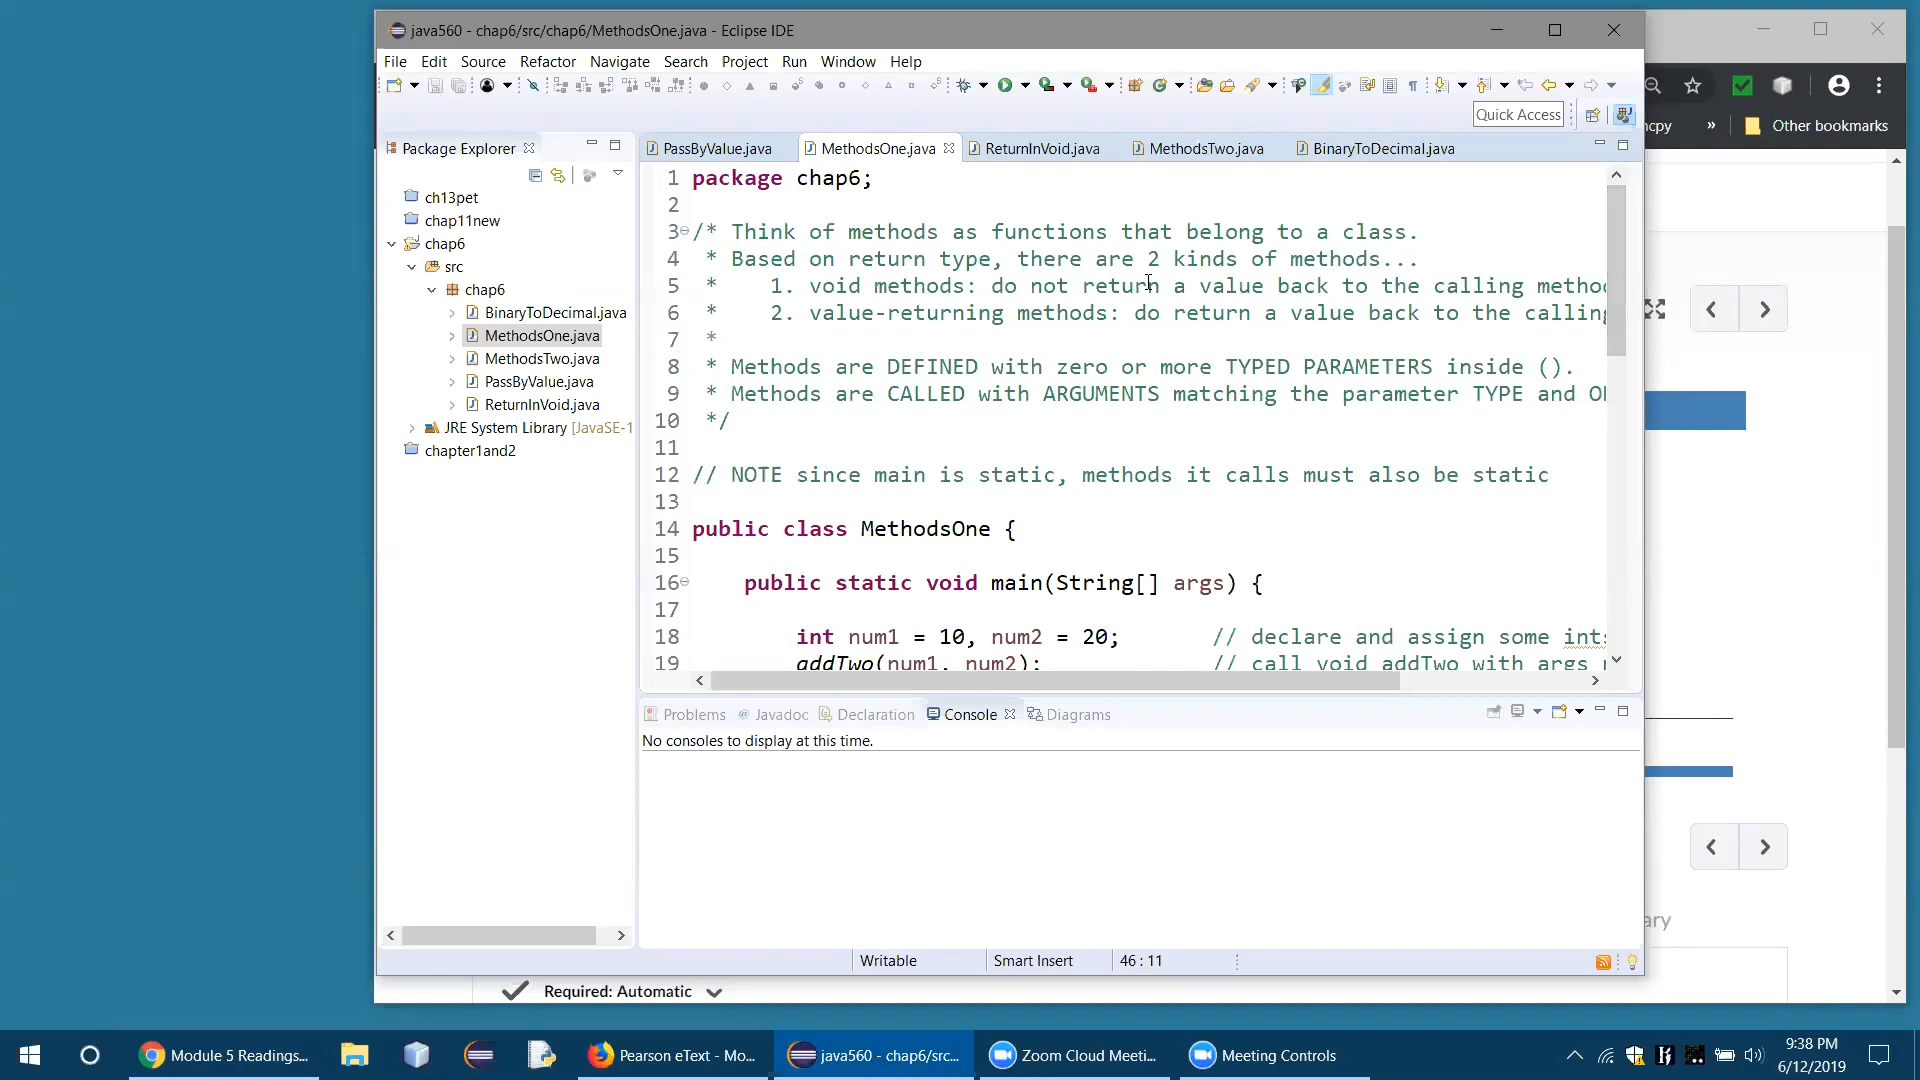 java560 - chap6/src/chap6/MethodsOne.java - Eclipse IDE
File Edit Source Refactor Navigate Search Project Run Window Help
Quick Access
ncpy » Other bookmarks
Package Explorer
PassByValue.java MethodsOne.java ReturnInVoid.java MethodsTwo.java BinaryToDecimal.java
ch13pet
chap11new
chap6
src
chap6
BinaryToDecimal.java
MethodsOne.java
MethodsTwo.java
PassByValue.java
ReturnInVoid.java
JRE System Library [JavaSE-1
chapter1and2
1 package chap6;
2
3 /* Think of methods as functions that belong to a class.
4 * Based on return type, there are 2 kinds of methods...
5 * 1. void methods: do not return a value back to the calling metho
6 * 2. value-returning methods: do return a value back to the calling
7 *
8 * Methods are DEFINED with zero or more TYPED PARAMETERS inside ().
9 * Methods are CALLED with ARGUMENTS matching the parameter TYPE and O
10 */
11
12 // NOTE since main is static, methods it calls must also be static
13
14 public class MethodsOne {
15
16 public static void main(String[] args) {
17
18 int num1 = 10, num2 = 20; // declare and assign some ints
19 addTwo(num1, num2); // call void addTwo with args
Problems Javadoc Declaration Console Diagrams
No consoles to display at this time.
Writable Smart Insert 46 : 11
ary
Required: Automatic
Module 5 Readings... Pearson eText - Mo... java560 - chap6/src... Zoom Cloud Meeti... Meeting Controls
9:38 PM
6/12/2019